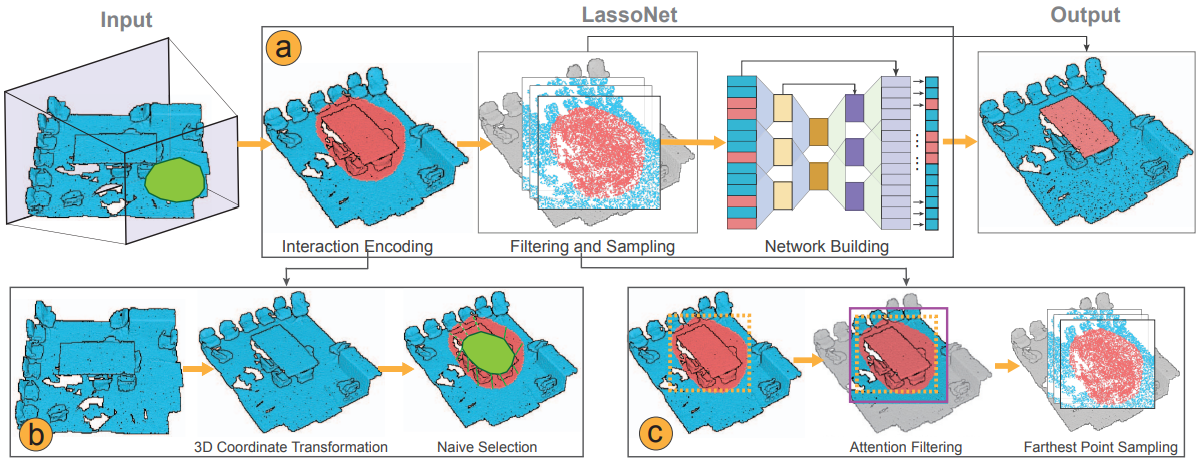 Input
LassoNet
Output
a
Interaction Encoding
Filtering and Sampling
Network Building
b
3D Coordinate Transformation
Naive Selection
c
Attention Filtering
Farthest Point Sampling